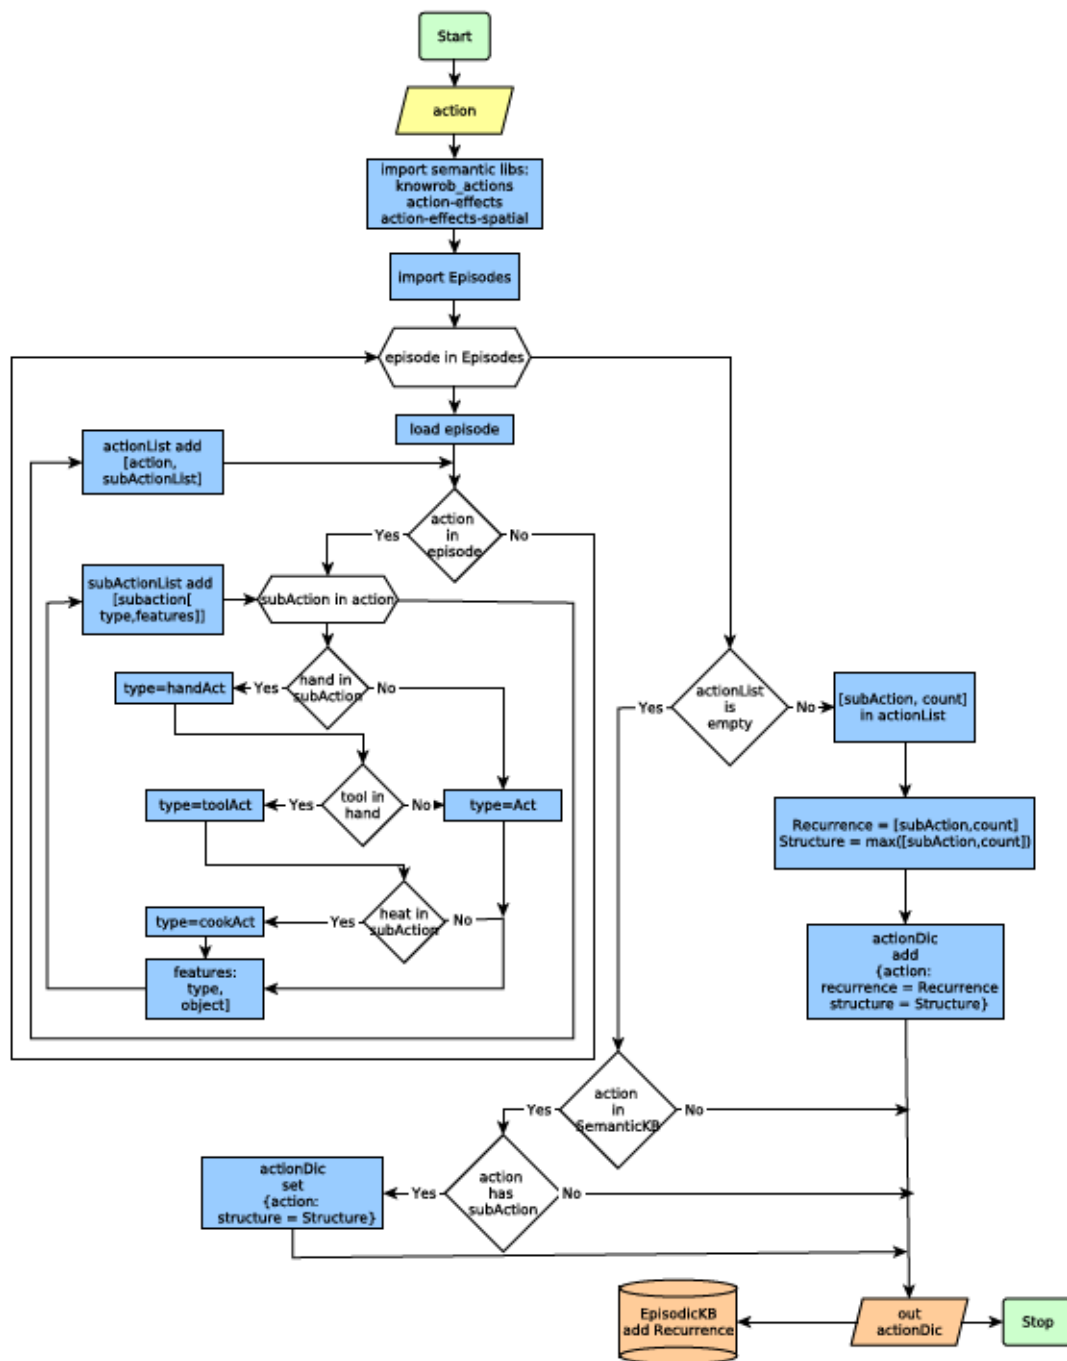 Start
action
import semantic libs:
knowrob_actions
action-effects
action-effects-spatial
import Episodes
episode in Episodes
load episode
actionList add
[action,
subActionList]
action
in
episode
Yes
No
subActionList add
[subaction[
type,features]]
subAction in action
hand in
subAction
Yes
No
type=handAct
tool in
hand
Yes
No
type=toolAct
type=Act
heat in
subAction
Yes
No
type=cookAct
features:
type,
object]
actionList
is
empty
Yes
No
[subAction, count]
in actionList
Recurrence = [subAction,count]
Structure = max([subAction,count])
actionDic
add
{action:
recurrence = Recurrence
structure = Structure}
action
in
SemanticKB
Yes
No
action
has
subAction
Yes
No
actionDic
set
{action:
structure = Structure}
EpisodicKB
add Recurrence
out
actionDic
Stop